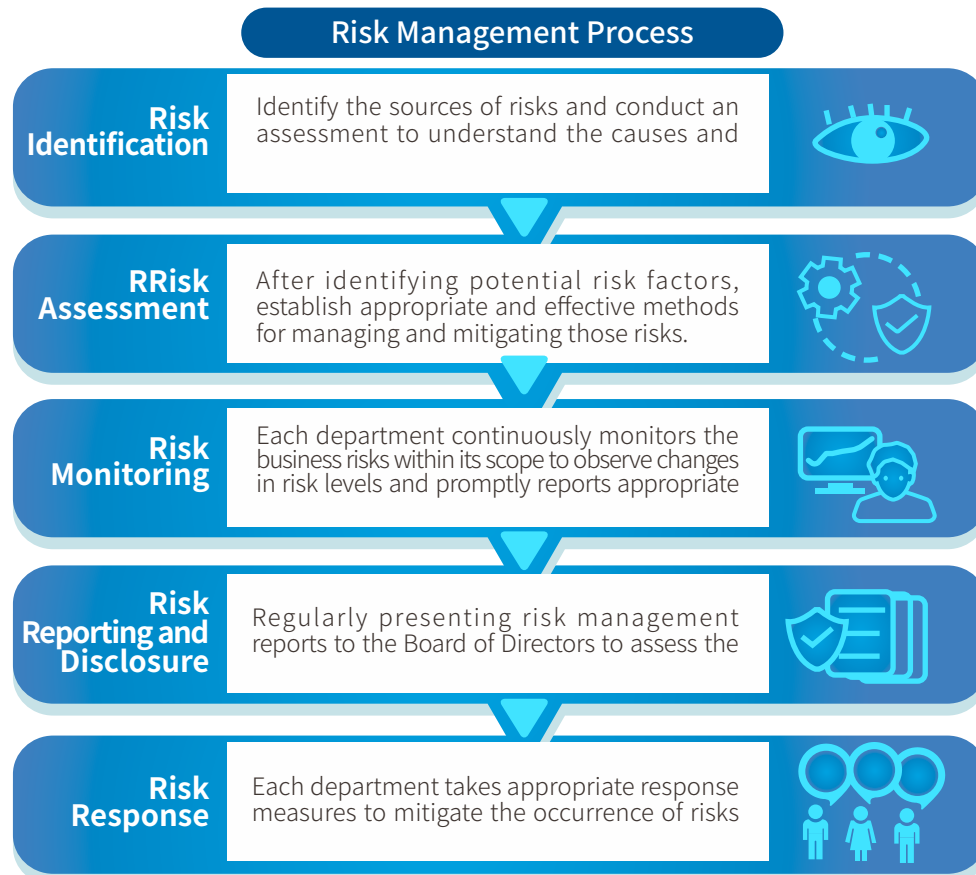 Risk Management Process
Risk
Identification
Identify the sources of risks and conduct an
assessment to understand the causes and
RRisk
Assessment
After identifying potential risk factors,
establish appropriate and effective methods
for managing and mitigating those risks.
Risk
Monitoring
Each department continuously monitors the
business risks within its scope to observe changes
in risk levels and promptly reports appropriate
Risk
Reporting and
Disclosure
Regularly presenting risk management
reports to the Board of Directors to assess the
Risk
Response
Each department takes appropriate response
measures to mitigate the occurrence of risks